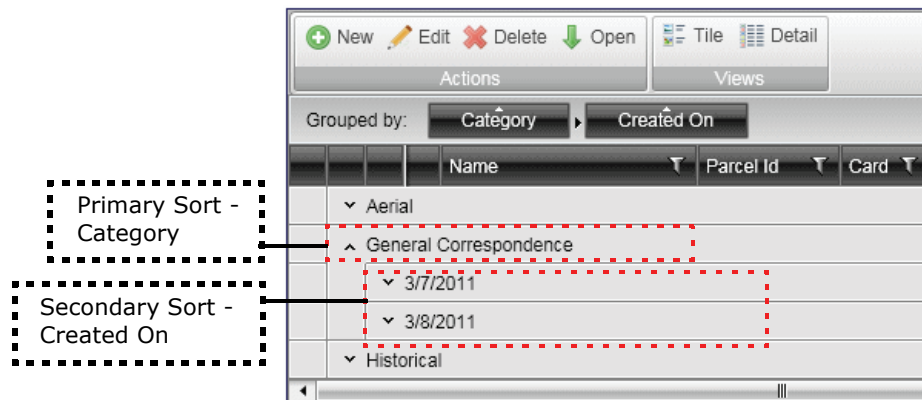 New Edit Delete Open Tile Detail
Actions Views
Grouped by: Category Created On
Name Parcel Id Card
Primary Sort -
Category
Aerial
General Correspondence
Secondary Sort -
Created On
3/7/2011
3/8/2011
Historical